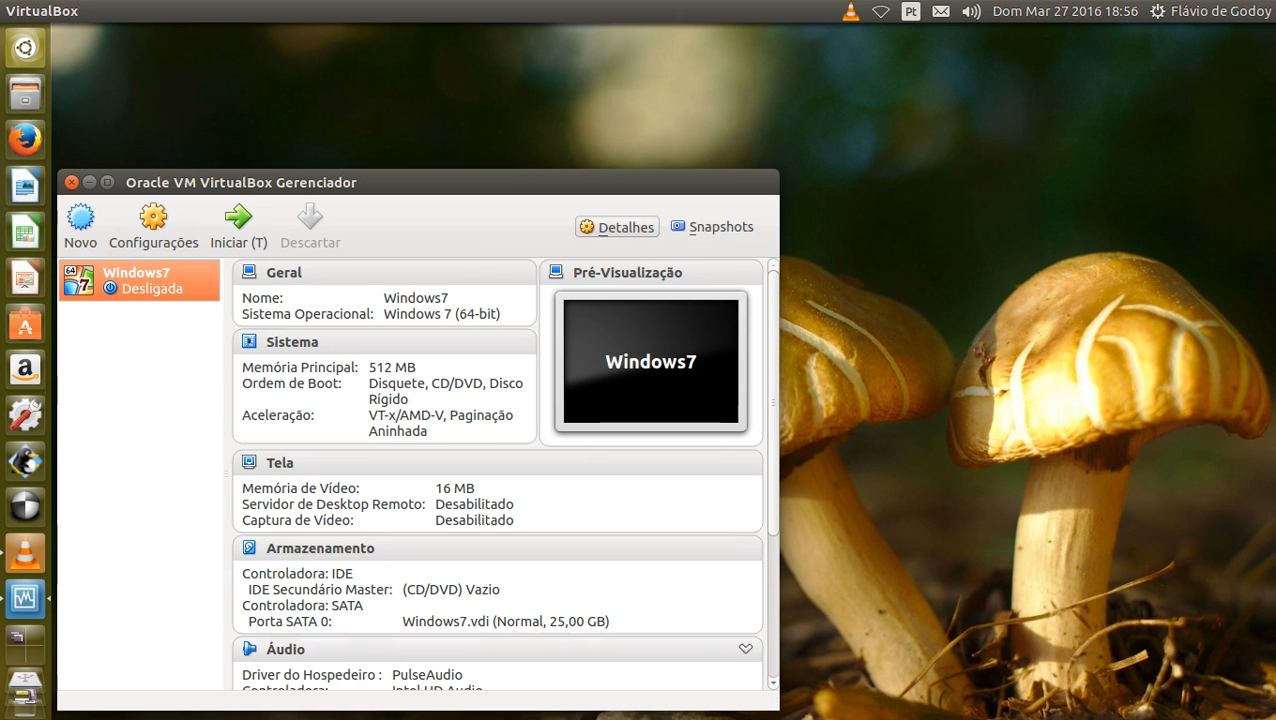 VirtualBox
Pt
Dom Mar 27 2016 18:56
Flávio de Godoy
Oracle VM VirtualBox Gerenciador
Novo
Configurações
Iniciar (T)
Descartar
Detalhes
Snapshots
64
7
Windows7
Desligada
Geral
Nome: Windows7
Sistema Operacional: Windows 7 (64-bit)
Sistema
Memória Principal: 512 MB
Ordem de Boot: Disquete, CD/DVD, Disco
Rígido
Aceleração: VT-x/AMD-V, Paginação
Aninhada
Pré-Visualização
Windows7
Tela
Memória de Vídeo: 16 MB
Servidor de Desktop Remoto: Desabilitado
Captura de Vídeo: Desabilitado
Armazenamento
Controladora: IDE
IDE Secundário Master: (CD/DVD) Vazio
Controladora: SATA
Porta SATA 0: Windows7.vdi (Normal, 25,00 GB)
Áudio
Driver do Hospedeiro : PulseAudio
Controladora: Intel HD Audio